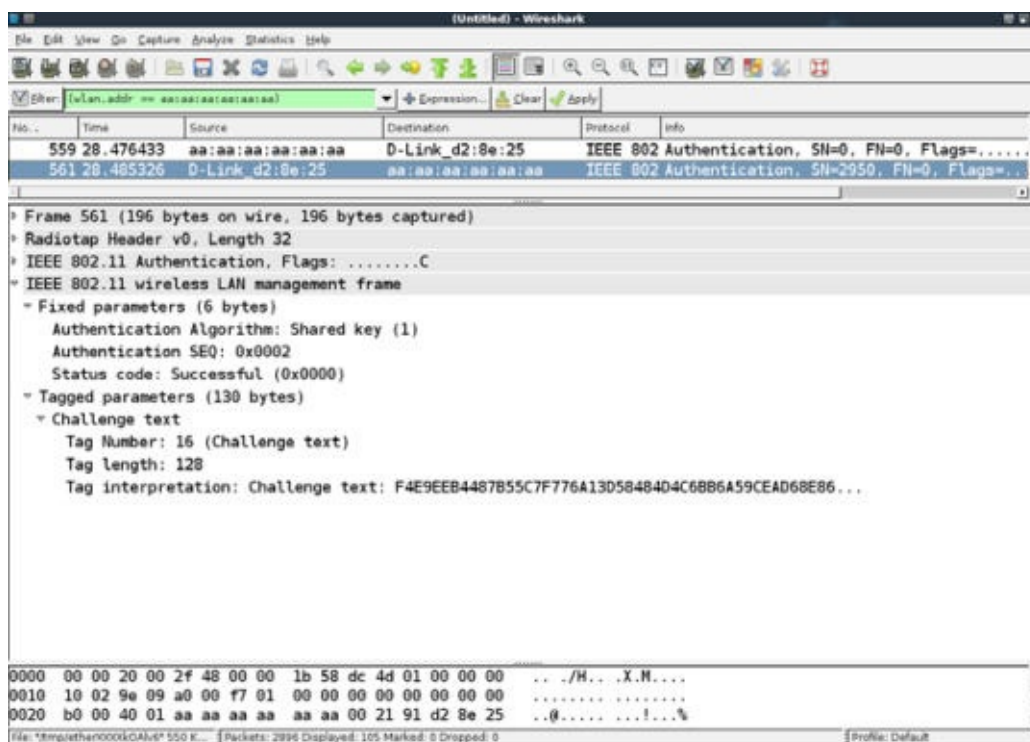 (Untitled) - Wireshark
File Edit View Go Capture Analyze Statistics Help
Filter: (wlan.addr == aa:aa:aa:aa:aa:aa) Expression... Clear Apply
No. . Time Source Destination Protocol Info
559 28.476433 aa:aa:aa:aa:aa:aa D-Link_d2:8e:25 IEEE 802 Authentication, SN=0, FN=0, Flags=......
561 28.485326 D-Link_d2:8e:25 aa:aa:aa:aa:aa:aa IEEE 802 Authentication, SN=2950, FN=0, Flags=...
Frame 561 (196 bytes on wire, 196 bytes captured)
Radiotap Header v0, Length 32
IEEE 802.11 Authentication, Flags: ........C
IEEE 802.11 wireless LAN management frame
Fixed parameters (6 bytes)
Authentication Algorithm: Shared key (1)
Authentication SEQ: 0x0002
Status code: Successful (0x0000)
Tagged parameters (130 bytes)
Challenge text
Tag Number: 16 (Challenge text)
Tag length: 128
Tag interpretation: Challenge text: F4E9EEB4487B55C7F776A13D584B4D4C6BB6A59CEAD68E86...
0000 00 00 20 00 2f 48 00 00 1b 58 dc 4d 01 00 00 00 .. ./H.. .X.M....
0010 10 02 9e 09 a0 00 f7 01 00 00 00 00 00 00 00 00 ........ ........
0020 b0 00 40 01 aa aa aa aa aa aa 00 21 91 d2 8e 25 ..@..... ...!...%
550 K... Packets: 2996 Displayed: 105 Marked: 0 Dropped: 0 Profile: Default